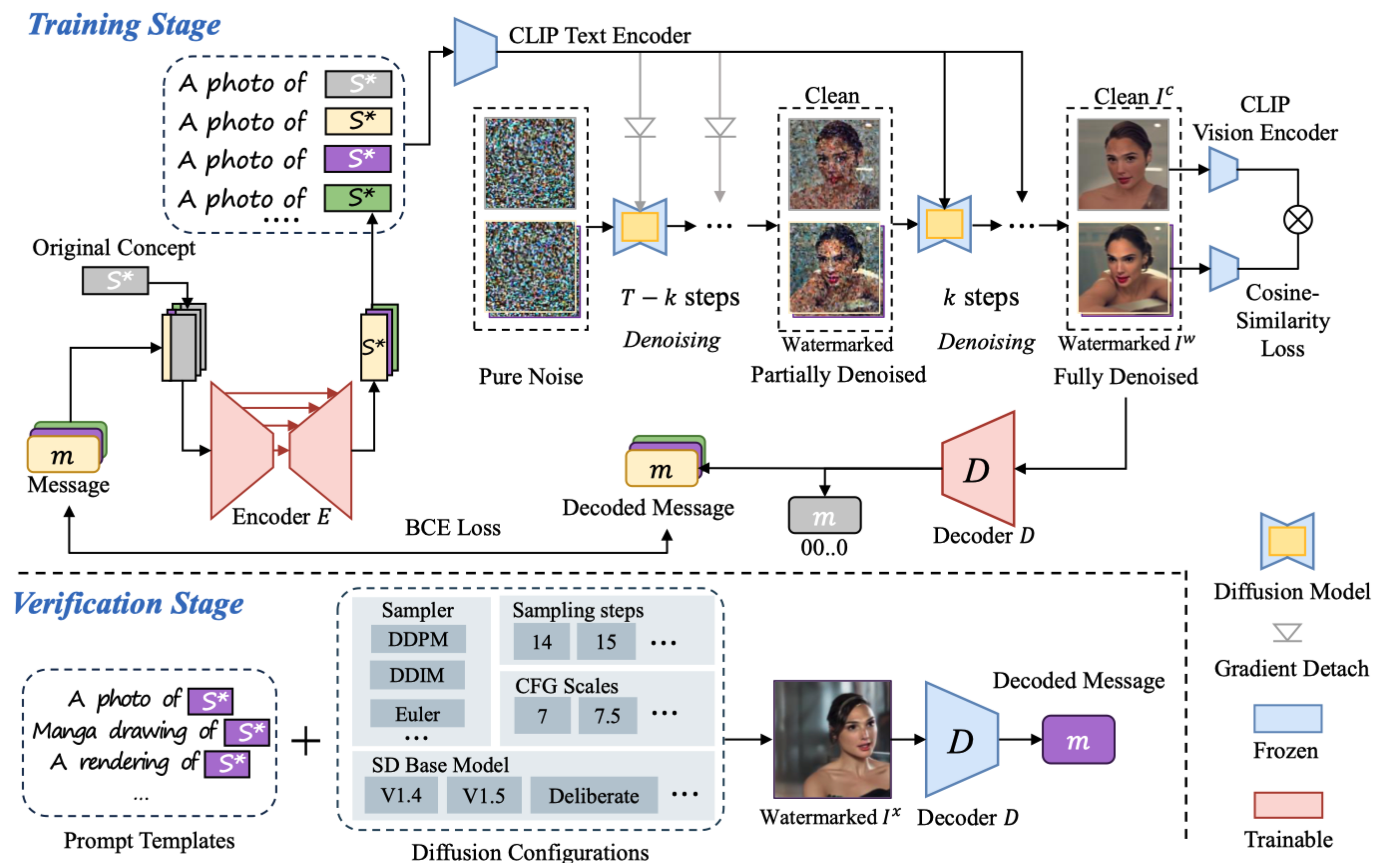 Training Stage
A photo of S*
A photo of S*
A photo of S*
A photo of S*
....
CLIP Text Encoder
Clean
Clean I^c
CLIP
Vision Encoder
Original Concept
S*
S*
T − k steps
Denoising
k steps
Denoising
Cosine-
Similarity
Loss
Watermarked
Watermarked I^w
Pure Noise
Partially Denoised
Fully Denoised
m
Message
Encoder E
m
Decoded Message
m
00..0
D
Decoder D
BCE Loss
Diffusion Model
Gradient Detach
Frozen
Trainable
Verification Stage
A photo of S*
Manga drawing of S*
A rendering of S*
...
Prompt Templates
+
Sampler
DDPM
DDIM
Euler
...
Sampling steps
14 15 ...
CFG Scales
7 7.5 ...
SD Base Model
V1.4 V1.5 Deliberate ...
Diffusion Configurations
Watermarked I^x
D
Decoder D
Decoded Message
m